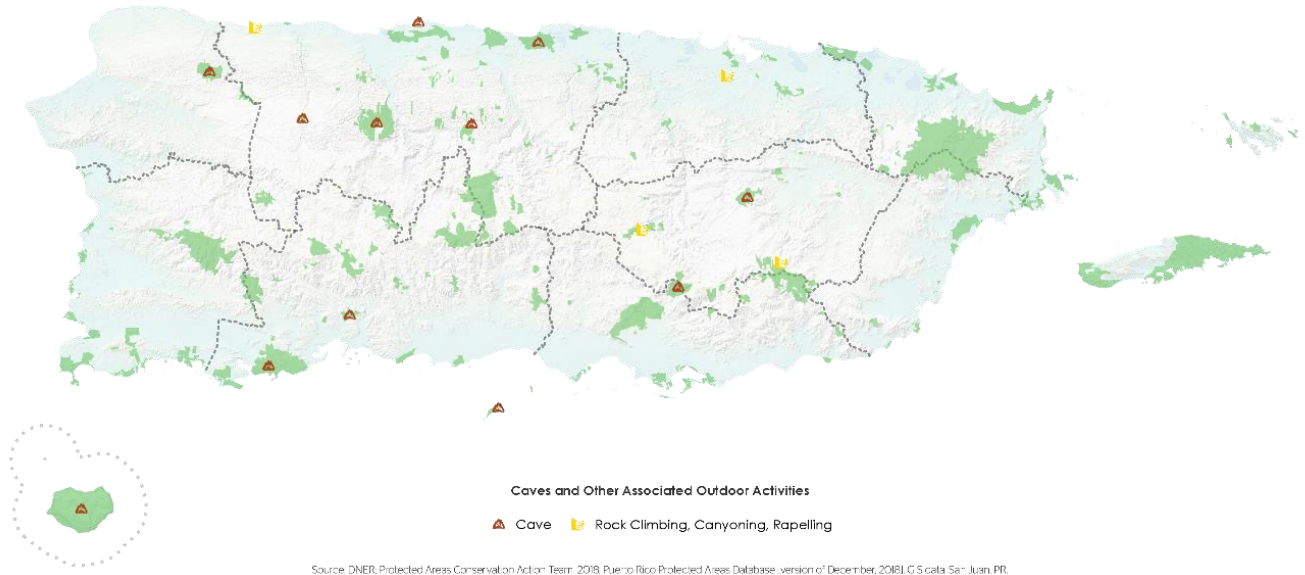 Caves and Other Associated Outdoor Activities
Cave Rock Climbing, Canyoning, Rapelling
Source: DNER; Protected Areas Conservation Action Team. 2018. Puerto Rico Protected Areas Database [version of December, 2018]. GIS data. San Juan, PR.